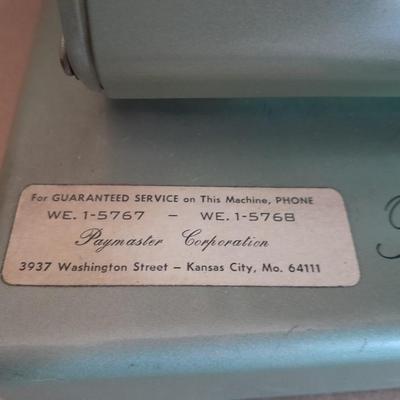 For GUARANTEED SERVICE on This Machine, PHONE
WE. 1-5767 – WE. 1-5768
Paymaster Corporation
3937 Washington Street – Kansas City, Mo. 64111